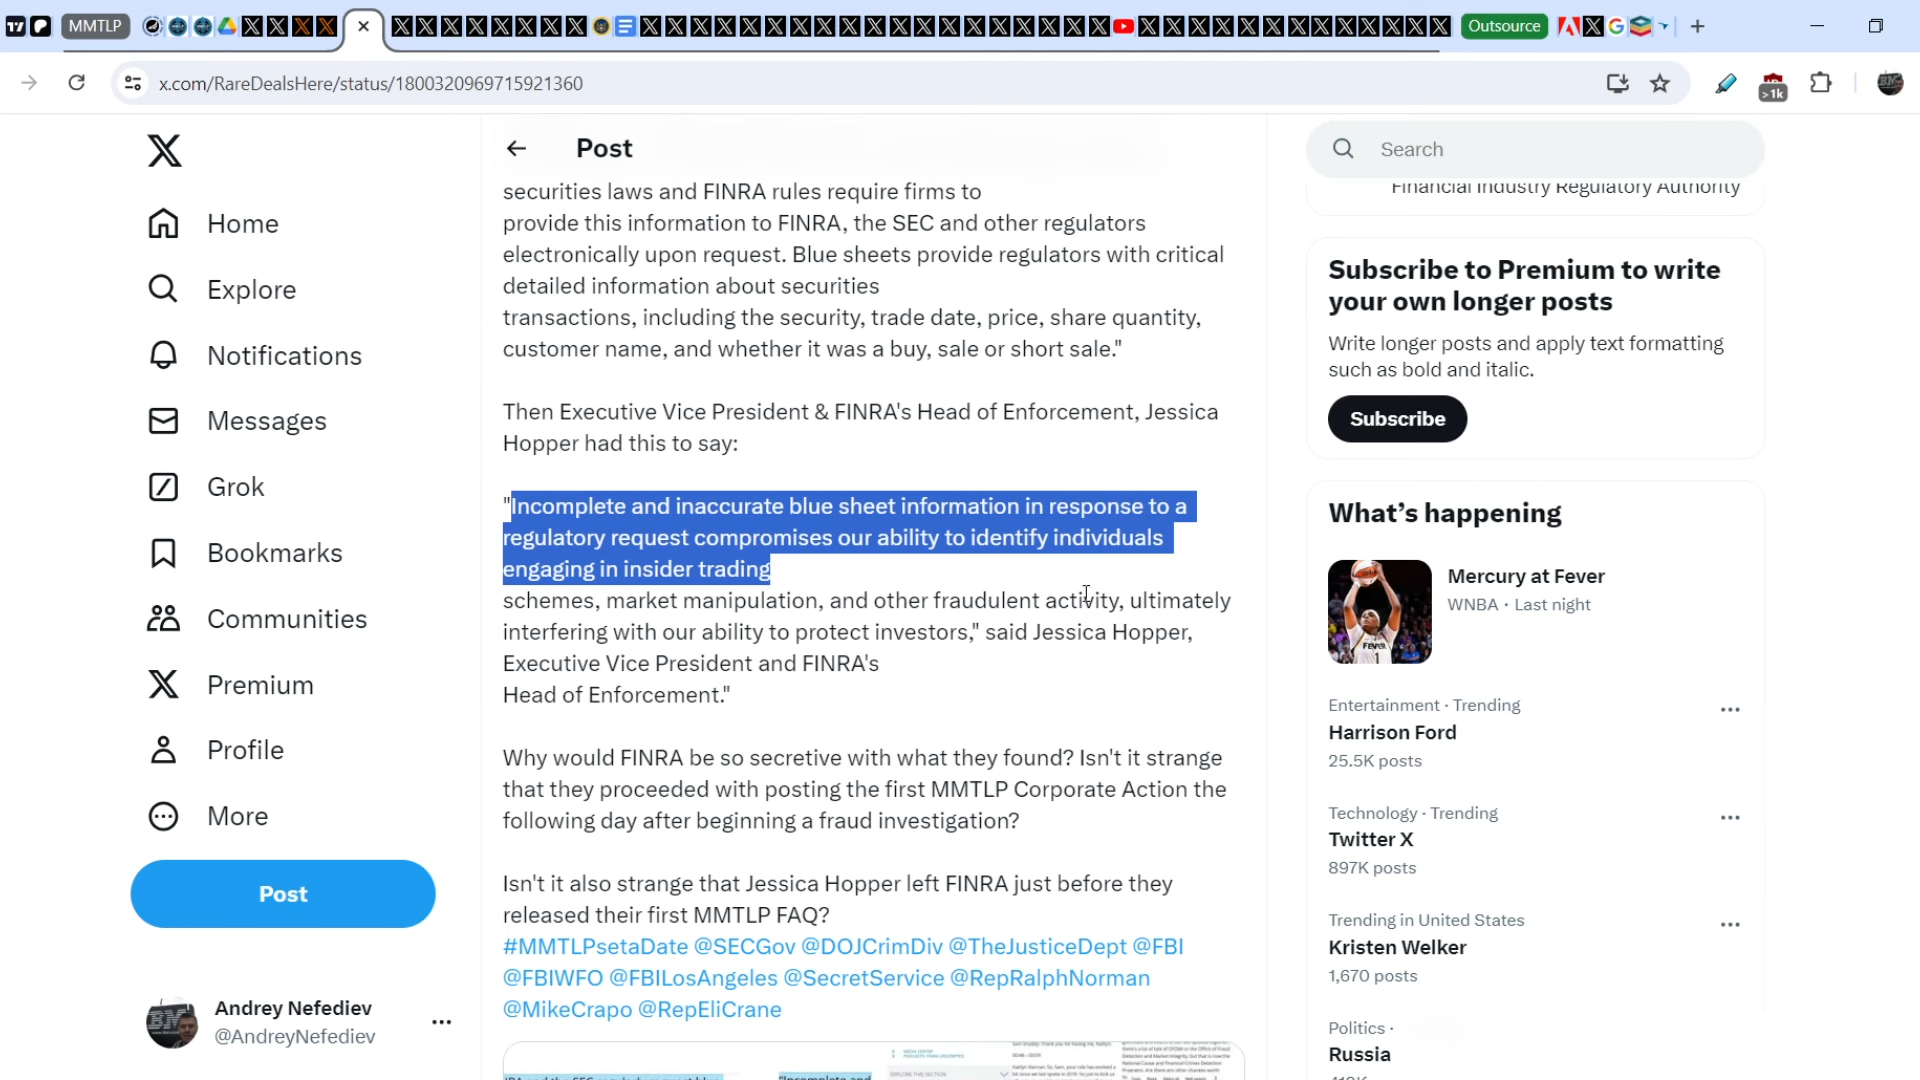 MMTLP
Outsource
x.com/RareDealsHere/status/1800320969715921360
>1k
Post
Search
Home
Explore
Notifications
Messages
Grok
Bookmarks
Communities
Premium
Profile
More
Post
Andrey Nefediev
@AndreyNefediev
securities laws and FINRA rules require firms to
provide this information to FINRA, the SEC and other regulators
electronically upon request. Blue sheets provide regulators with critical
detailed information about securities
transactions, including the security, trade date, price, share quantity,
customer name, and whether it was a buy, sale or short sale."
Then Executive Vice President & FINRA's Head of Enforcement, Jessica
Hopper had this to say:
"Incomplete and inaccurate blue sheet information in response to a
regulatory request compromises our ability to identify individuals
engaging in insider trading
schemes, market manipulation, and other fraudulent activity, ultimately
interfering with our ability to protect investors," said Jessica Hopper,
Executive Vice President and FINRA's
Head of Enforcement."
Why would FINRA be so secretive with what they found? Isn't it strange
that they proceeded with posting the first MMTLP Corporate Action the
following day after beginning a fraud investigation?
Isn't it also strange that Jessica Hopper left FINRA just before they
released their first MMTLP FAQ?
#MMTLPsetaDate @SECGov @DOJCrimDiv @TheJusticeDept @FBI
@FBIWFO @FBILosAngeles @SecretService @RepRalphNorman
@MikeCrapo @RepEliCrane
Financial Industry Regulatory Authority
Subscribe to Premium to write
your own longer posts
Write longer posts and apply text formatting
such as bold and italic.
Subscribe
What's happening
Mercury at Fever
WNBA · Last night
Entertainment · Trending
Harrison Ford
25.5K posts
Technology · Trending
Twitter X
897K posts
Trending in United States
Kristen Welker
1,670 posts
Politics ·
Russia